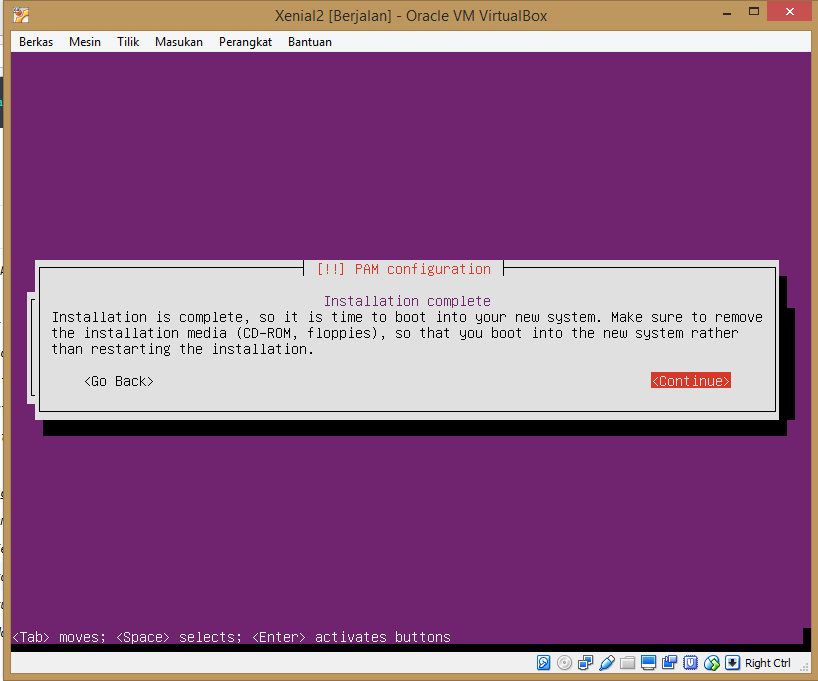 Xenial2 [Berjalan] - Oracle VM VirtualBox
Berkas Mesin Tilik Masukan Perangkat Bantuan
[!!] PAM configuration
Installation complete
Installation is complete, so it is time to boot into your new system. Make sure to remove
the installation media (CD-ROM, floppies), so that you boot into the new system rather
than restarting the installation.
<Go Back> <Continue>
<Tab> moves; <Space> selects; <Enter> activates buttons
Right Ctrl